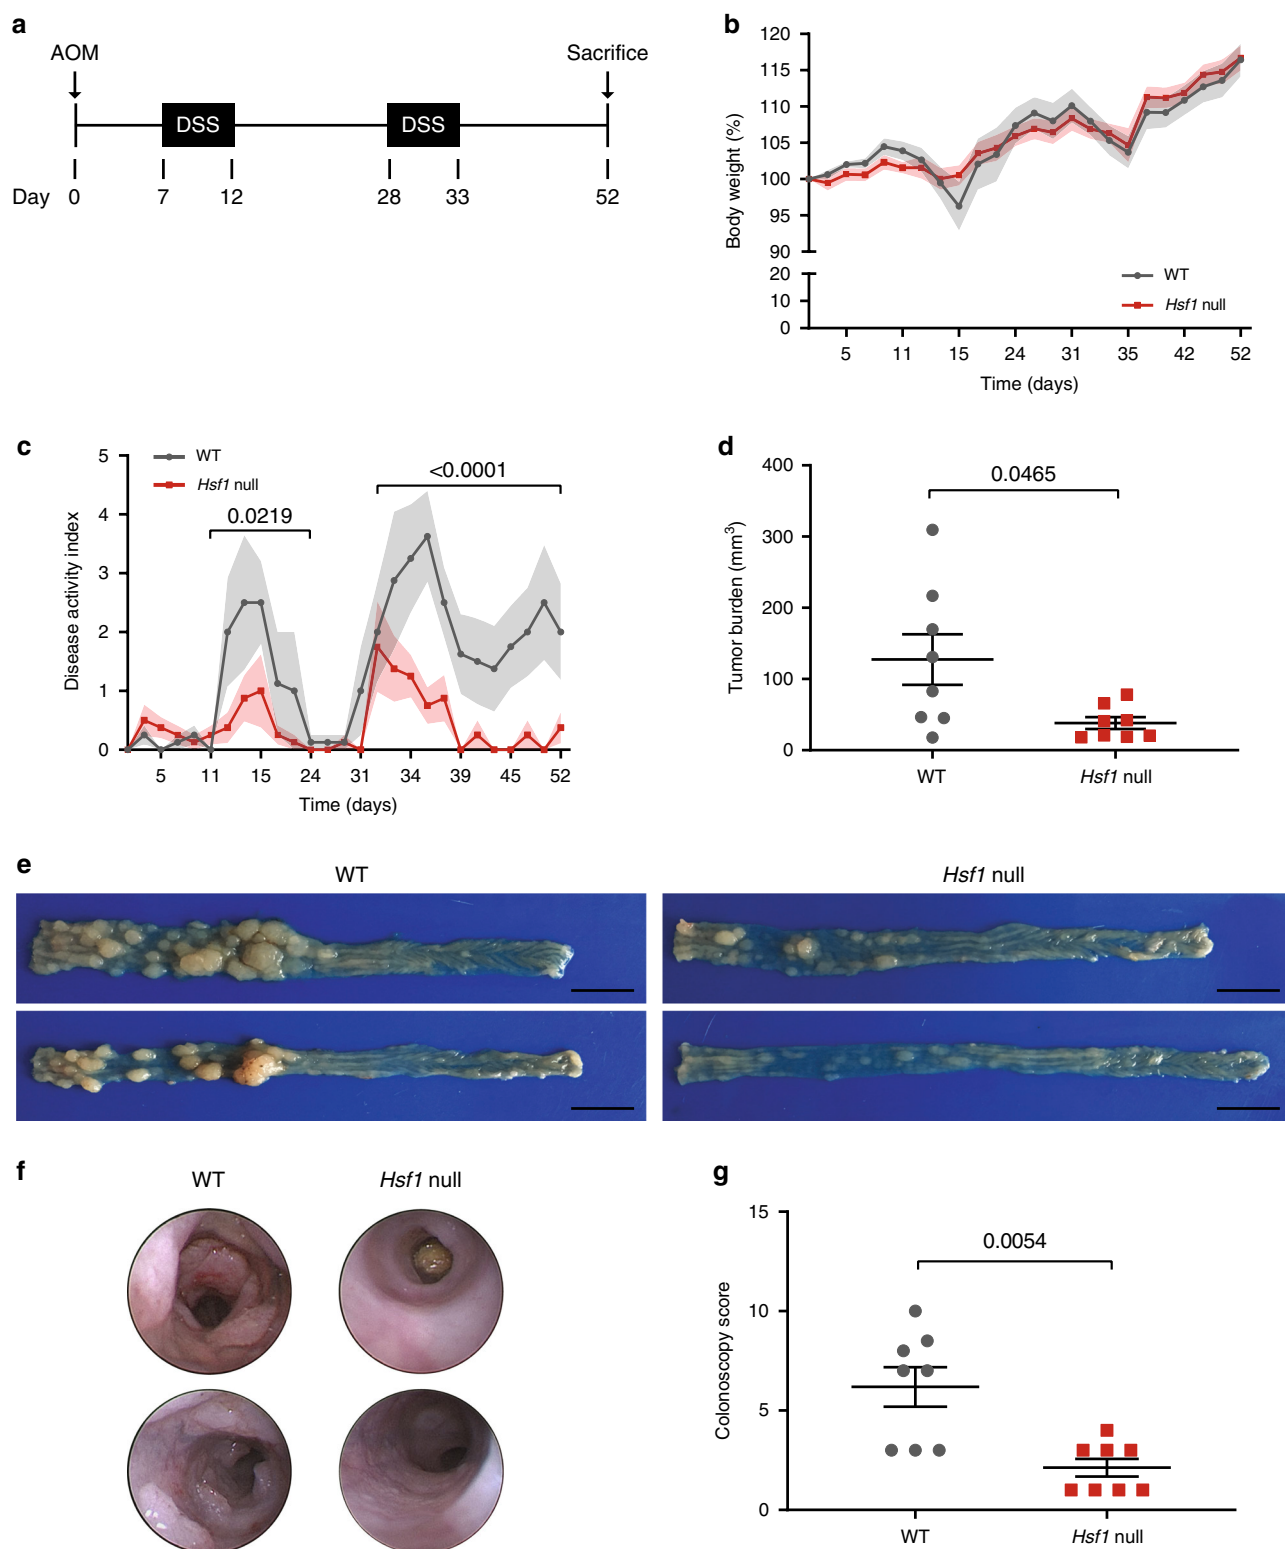 a
AOM
Sacrifice
DSS
DSS
Day 0 7 12 28 33 52
b
Body weight (%)
120
115
110
105
100
95
90
20
10
0
WT
Hsf1 null
5 11 15 24 31 35 42 52
Time (days)
c
Disease activity index
5
4
3
2
1
0
WT
Hsf1 null
0.0219
<0.0001
5 11 15 24 31 34 39 45 52
Time (days)
d
Tumor burden (mm³)
400
300
200
100
0
0.0465
WT Hsf1 null
e
WT Hsf1 null
f
WT Hsf1 null
g
Colonoscopy score
15
10
5
0
0.0054
WT Hsf1 null